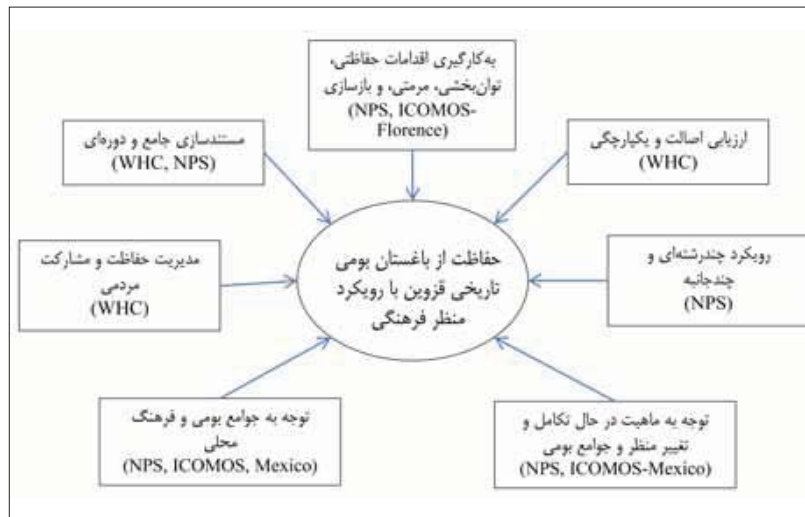 به‌کارگیری اقدامات حفاظتی،
توان‌بخشی، مرمتی، و بازسازی
(NPS, ICOMOS-
Florence)
ارزیابی اصالت و یکپارچگی
(WHC)
مستندسازی جامع و دوره‌ای
(WHC, NPS)
رویکرد چندرشته‌ای و
چندجانبه
(NPS)
حفاظت از باغستان بومی
تاریخی قزوین با رویکرد
منظر فرهنگی
مدیریت حفاظت و مشارکت
مردمی
(WHC)
توجه به ماهیت در حال تکامل و
تغییر منظر و جوامع بومی
(NPS, ICOMOS-Mexico)
توجه به جوامع بومی و فرهنگ
محلی
(NPS, ICOMOS, Mexico)